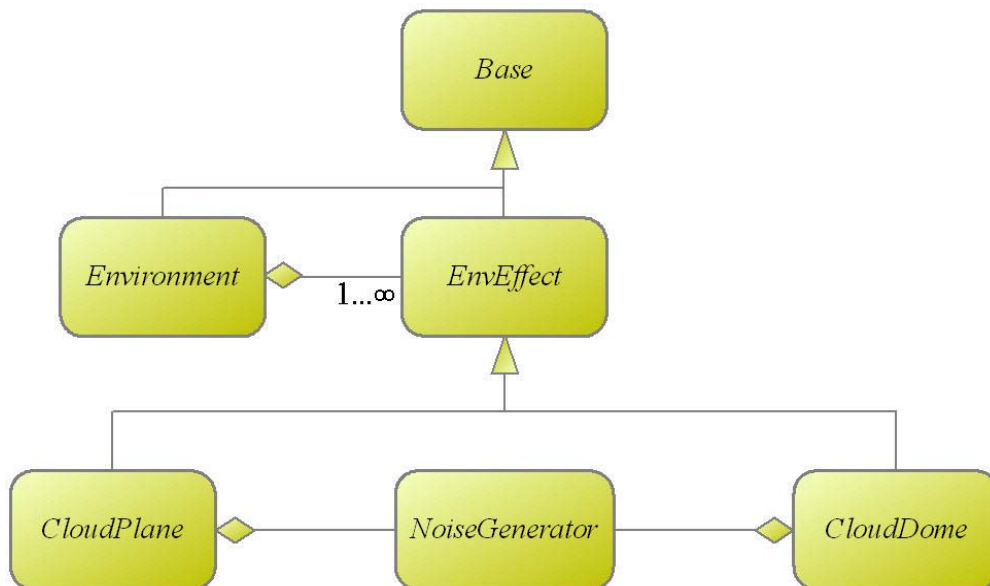 Base
Environment
EnvEffect
1...∞
CloudPlane
NoiseGenerator
CloudDome